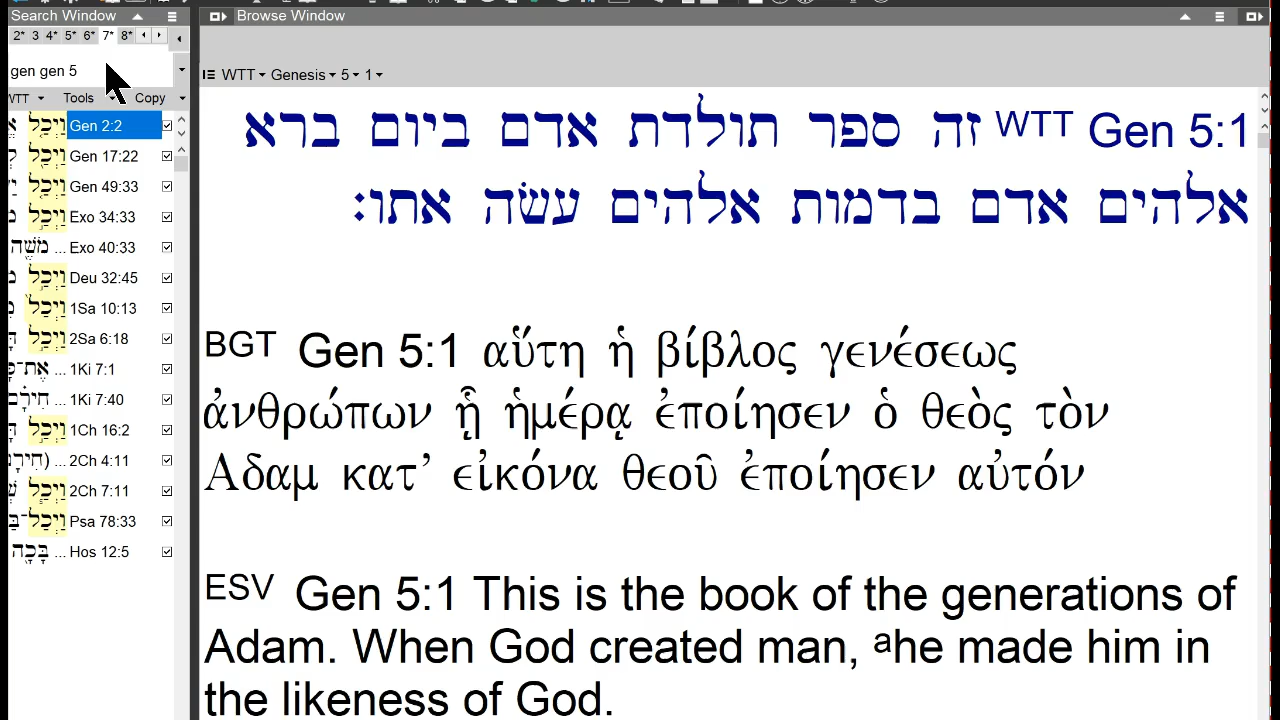 Search Window
Browse Window
2* 3 4* 5* 6* 7* 8*
gen gen 5
WTT Genesis 5 1
WTT Tools Copy
וַיְכַל Gen 2:2
Gen 17:22
Gen 49:33
Exo 34:33
מֹשֶׁה ... Exo 40:33
Deu 32:45
1Sa 10:13
2Sa 6:18
... 1Ki 7:1
... 1Ki 7:40
1Ch 16:2
... 2Ch 4:11
2Ch 7:11
Psa 78:33
... Hos 12:5
WTT Gen 5:1 זה ספר תולדת אדם ביום ברא
אלהים אדם בדמות אלהים עשׂה אתו׃
BGT Gen 5:1 αὕτη ἡ βίβλος γενέσεως
ἀνθρώπων ᾗ ἡμέρᾳ ἐποίησεν ὁ θεὸς τὸν
Αδαμ κατ’ εἰκόνα θεοῦ ἐποίησεν αὐτόν
ESV Gen 5:1 This is the book of the generations of
Adam. When God created man, ᵃhe made him in
the likeness of God.